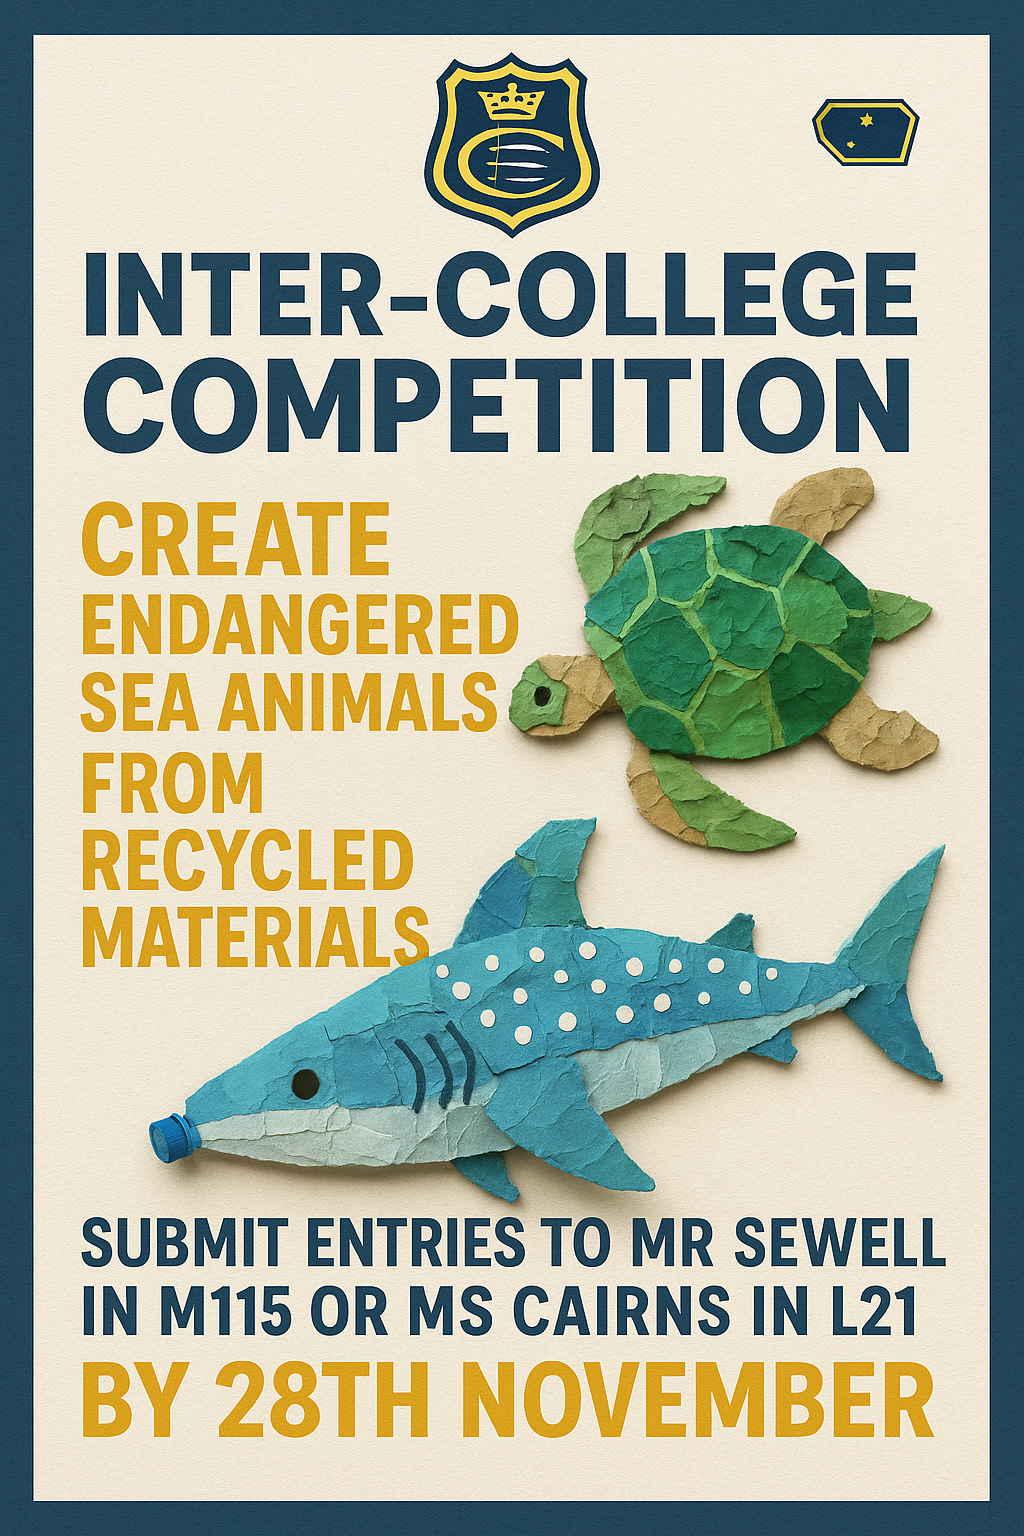 INTER-COLLEGE
COMPETITION
CREATE
ENDANGERED
SEA ANIMALS
FROM
RECYCLED
MATERIALS
SUBMIT ENTRIES TO MR SEWELL
IN M115 OR MS CAIRNS IN L21
BY 28TH NOVEMBER